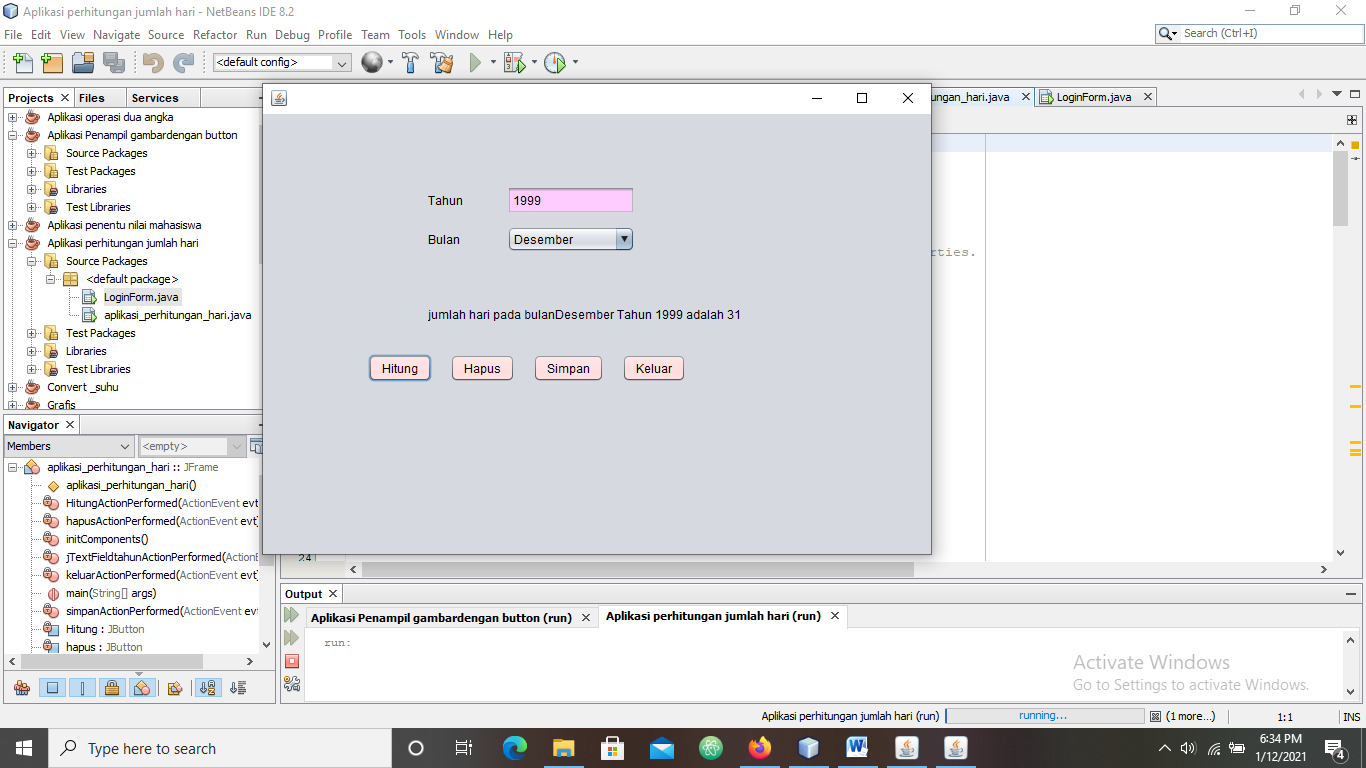 Aplikasi perhitungan jumlah hari - NetBeans IDE 8.2
File Edit View Navigate Source Refactor Run Debug Profile Team Tools Window Help
Search (Ctrl+I)
<default config>
Projects Files Services
ungan_hari.java LoginForm.java
Aplikasi operasi dua angka
Aplikasi Penampil gambardengan button
Source Packages
Test Packages
Libraries
Test Libraries
Aplikasi penentu nilai mahasiswa
Aplikasi perhitungan jumlah hari
Source Packages
<default package>
LoginForm.java
aplikasi_perhitungan_hari.java
Test Packages
Libraries
Test Libraries
Convert _suhu
Grafis
Tahun 1999
Bulan Desember
rties.
jumlah hari pada bulanDesember Tahun 1999 adalah 31
Hitung Hapus Simpan Keluar
24
Navigator
Members <empty>
aplikasi_perhitungan_hari :: JFrame
aplikasi_perhitungan_hari()
HitungActionPerformed(ActionEvent evt
hapusActionPerformed(ActionEvent evt)
initComponents()
jTextFieldtahunActionPerformed(ActionE
keluarActionPerformed(ActionEvent evt)
main(String[] args)
simpanActionPerformed(ActionEvent evt
Hitung : JButton
hapus : JButton
Output
Aplikasi Penampil gambardengan button (run) Aplikasi perhitungan jumlah hari (run)
run:
Activate Windows
Go to Settings to activate Windows.
Aplikasi perhitungan jumlah hari (run) running... (1 more...) 1:1 INS
Type here to search
6:34 PM
1/12/2021
4